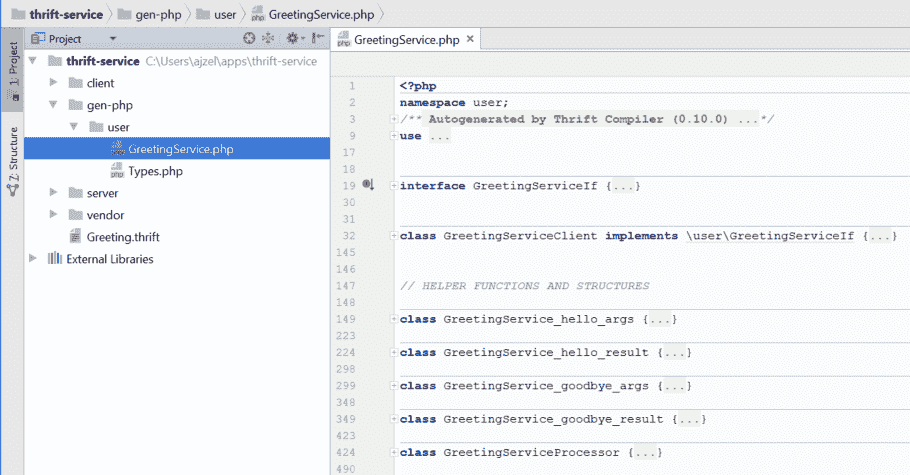 thrift-service gen-php user GreetingService.php
1: Project
7: Structure
Project
thrift-service C:\Users\ajzel\apps\thrift-service
client
gen-php
user
GreetingService.php
Types.php
server
vendor
Greeting.thrift
External Libraries
GreetingService.php
1 <?php
2 namespace user;
3 /** Autogenerated by Thrift Compiler (0.10.0) ...*/
9 use ...
17
18
19 interface GreetingServiceIf {...}
30
31
32 class GreetingServiceClient implements \user\GreetingServiceIf {...}
145
146
147 // HELPER FUNCTIONS AND STRUCTURES
148
149 class GreetingService_hello_args {...}
223
224 class GreetingService_hello_result {...}
298
299 class GreetingService_goodbye_args {...}
348
349 class GreetingService_goodbye_result {...}
423
424 class GreetingServiceProcessor {...}
490